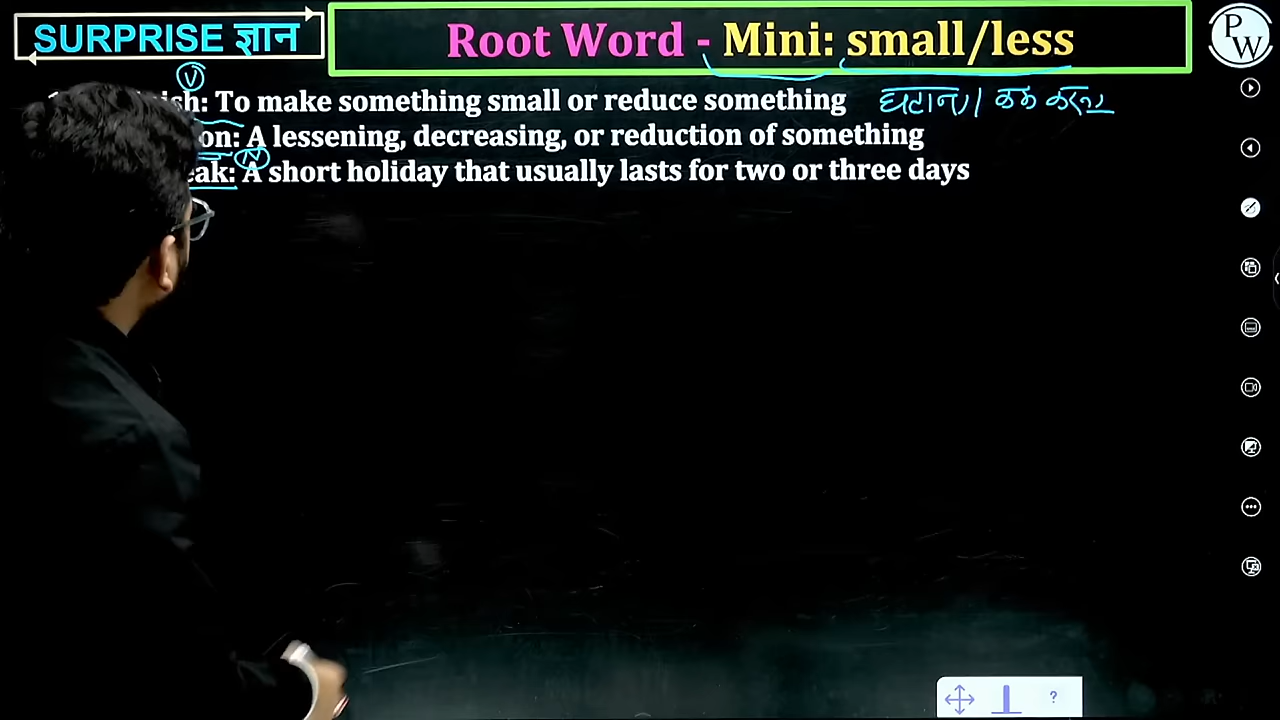 SURPRISE ज्ञान
Root Word - Mini: small/less
PW
V
ish: To make something small or reduce something घटाना / कम करना
on: A lessening, decreasing, or reduction of something
N
eak: A short holiday that usually lasts for two or three days
?